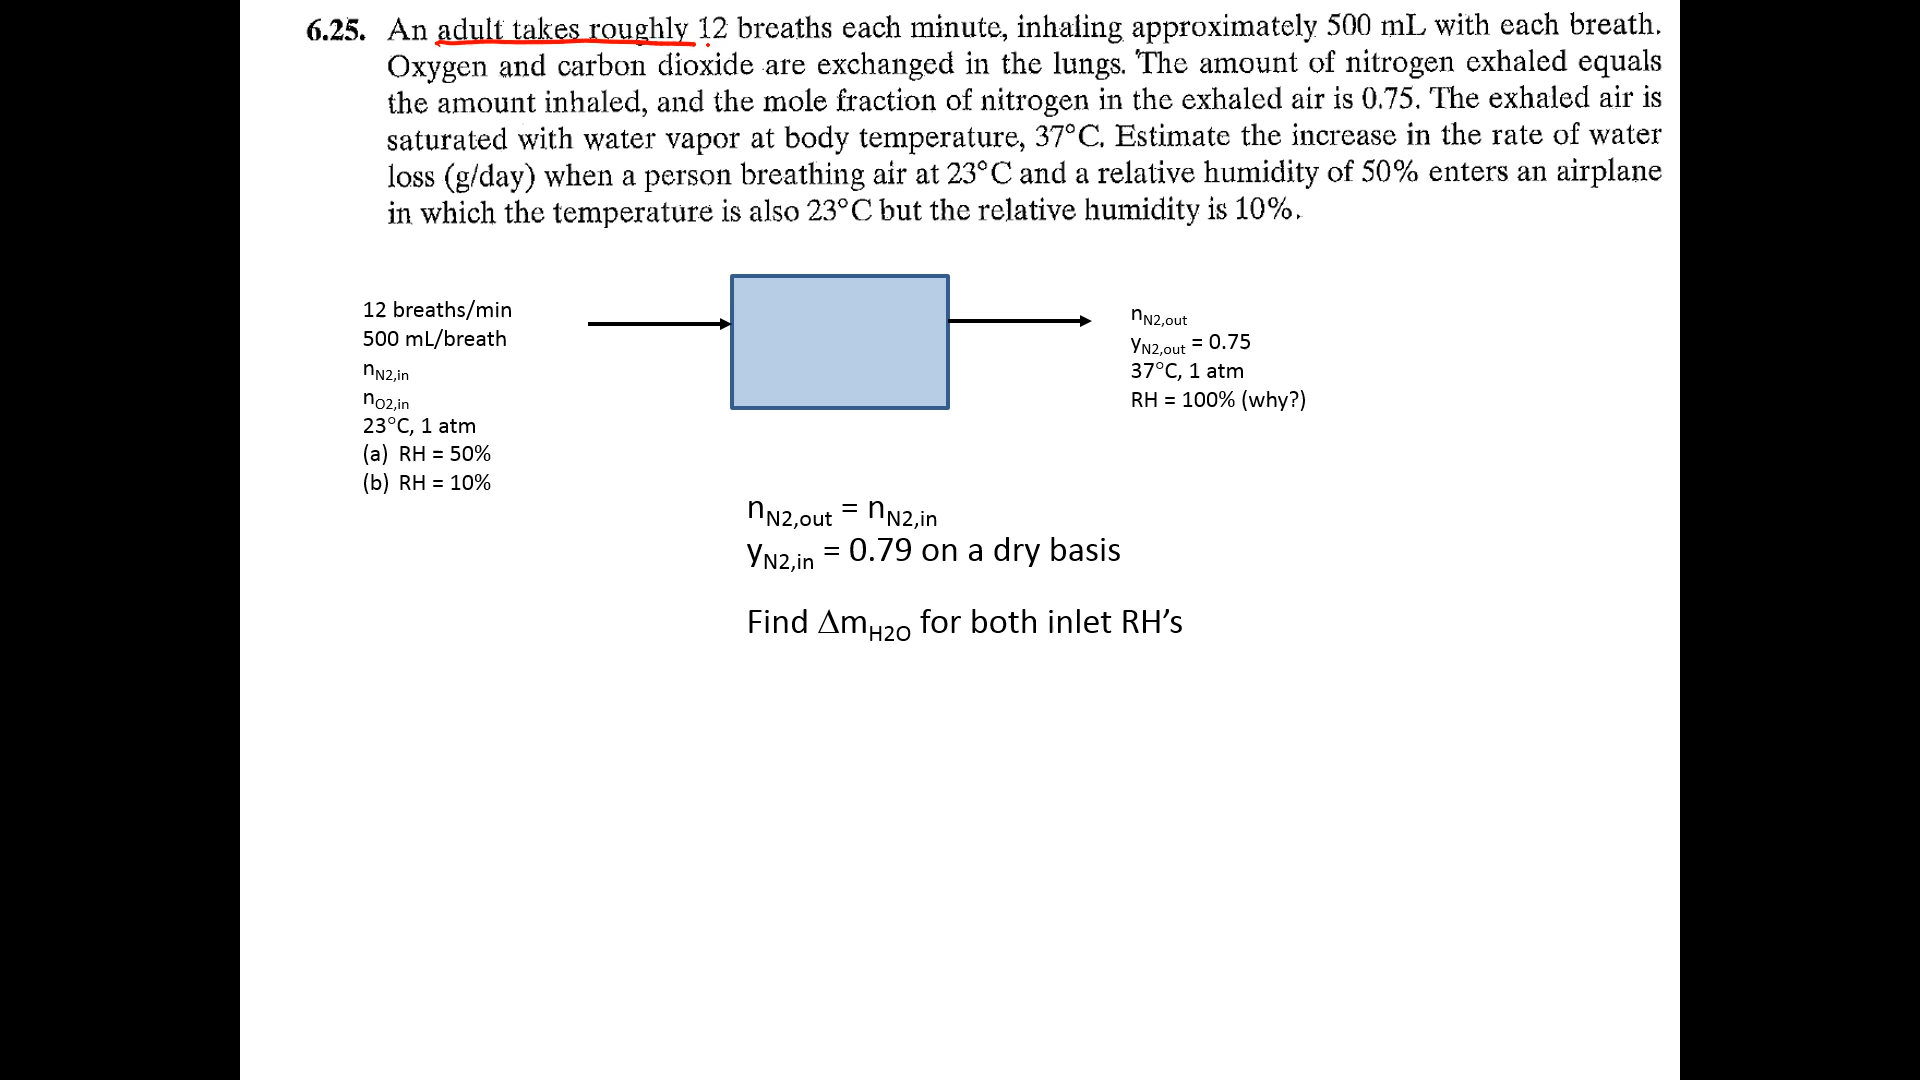 6.25. An adult takes roughly 12 breaths each minute, inhaling approximately 500 mL with each breath.
Oxygen and carbon dioxide are exchanged in the lungs. The amount of nitrogen exhaled equals
the amount inhaled, and the mole fraction of nitrogen in the exhaled air is 0.75. The exhaled air is
saturated with water vapor at body temperature, 37°C. Estimate the increase in the rate of water
loss (g/day) when a person breathing air at 23°C and a relative humidity of 50% enters an airplane
in which the temperature is also 23°C but the relative humidity is 10%.
12 breaths/min
500 mL/breath
nN2,in
nO2,in
23°C, 1 atm
(a) RH = 50%
(b) RH = 10%
nN2,out
yN2,out = 0.75
37°C, 1 atm
RH = 100% (why?)
nN2,out = nN2,in
yN2,in = 0.79 on a dry basis
Find ΔmH2O for both inlet RH’s